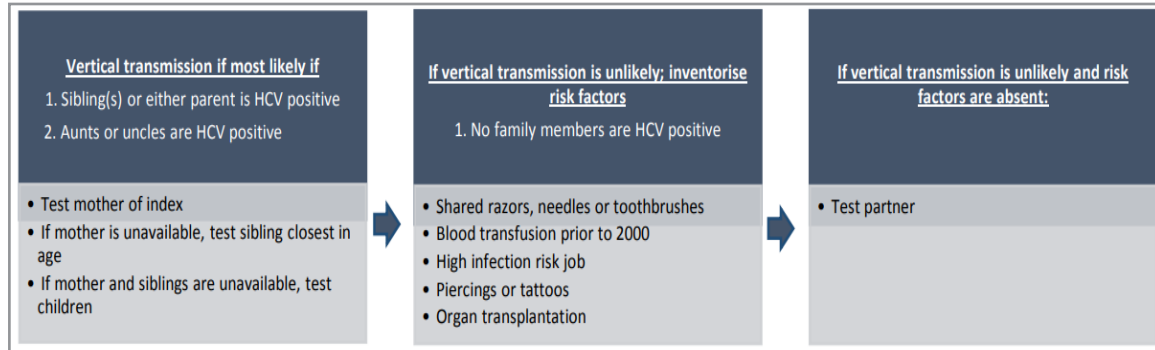 Vertical transmission if most likely if
1. Sibling(s) or either parent is HCV positive
2. Aunts or uncles are HCV positive
• Test mother of index
• If mother is unavailable, test sibling closest in
age
• If mother and siblings are unavailable, test
children
If vertical transmission is unlikely; inventorise
risk factors
1. No family members are HCV positive
• Shared razors, needles or toothbrushes
• Blood transfusion prior to 2000
• High infection risk job
• Piercings or tattoos
• Organ transplantation
If vertical transmission is unlikely and risk
factors are absent:
• Test partner